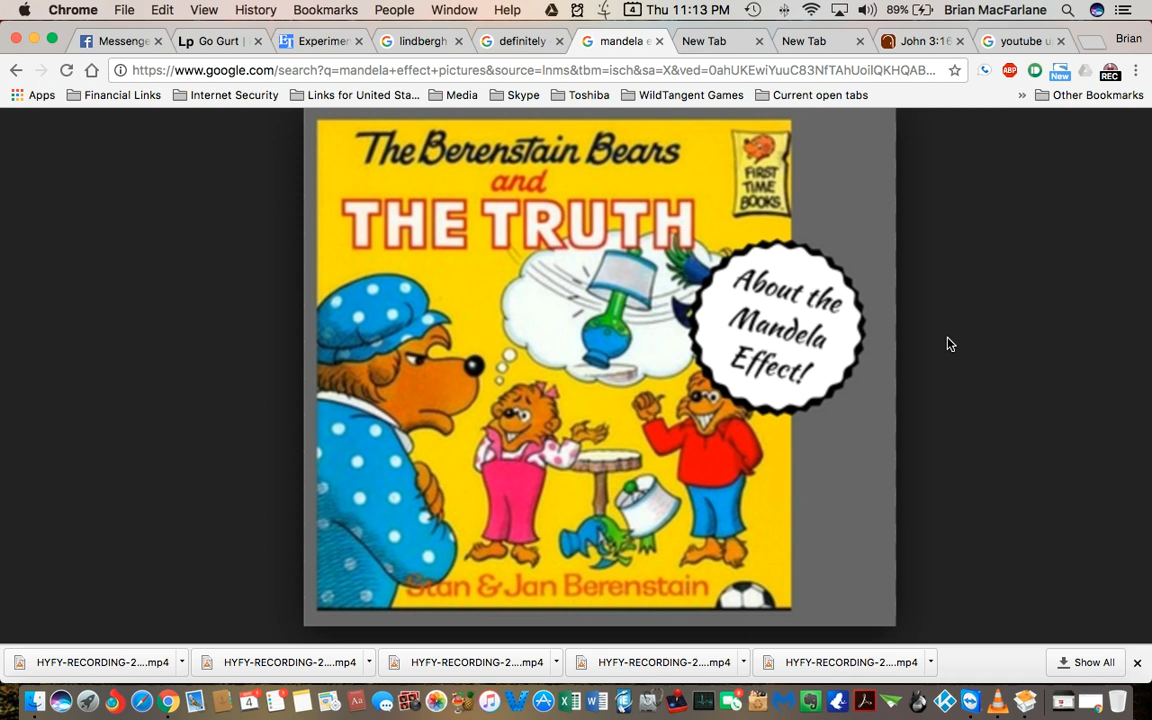 Chrome File Edit View History Bookmarks People Window Help 4 Thu 11:13 PM 89% Brian MacFarlane
Messenge Go Gurt | Experimer lindbergh definitely mandela e New Tab New Tab John 3:16 youtube u Brian
https://www.google.com/search?q=mandela+effect+pictures&source=lnms&tbm=isch&sa=X&ved=0ahUKEwiYuuC83NfTAhUoilQKHQAB... ABP New REC
Apps Financial Links Internet Security Links for United Sta... Media Skype Toshiba WildTangent Games Current open tabs » Other Bookmarks
The Berenstain Bears
and
THE TRUTH
FIRST
TIME
BOOKS
About the
Mandela
Effect!
Stan & Jan Berenstain
HYFY-RECORDING-2....mp4 HYFY-RECORDING-2....mp4 HYFY-RECORDING-2....mp4 HYFY-RECORDING-2....mp4 HYFY-RECORDING-2....mp4 Show All